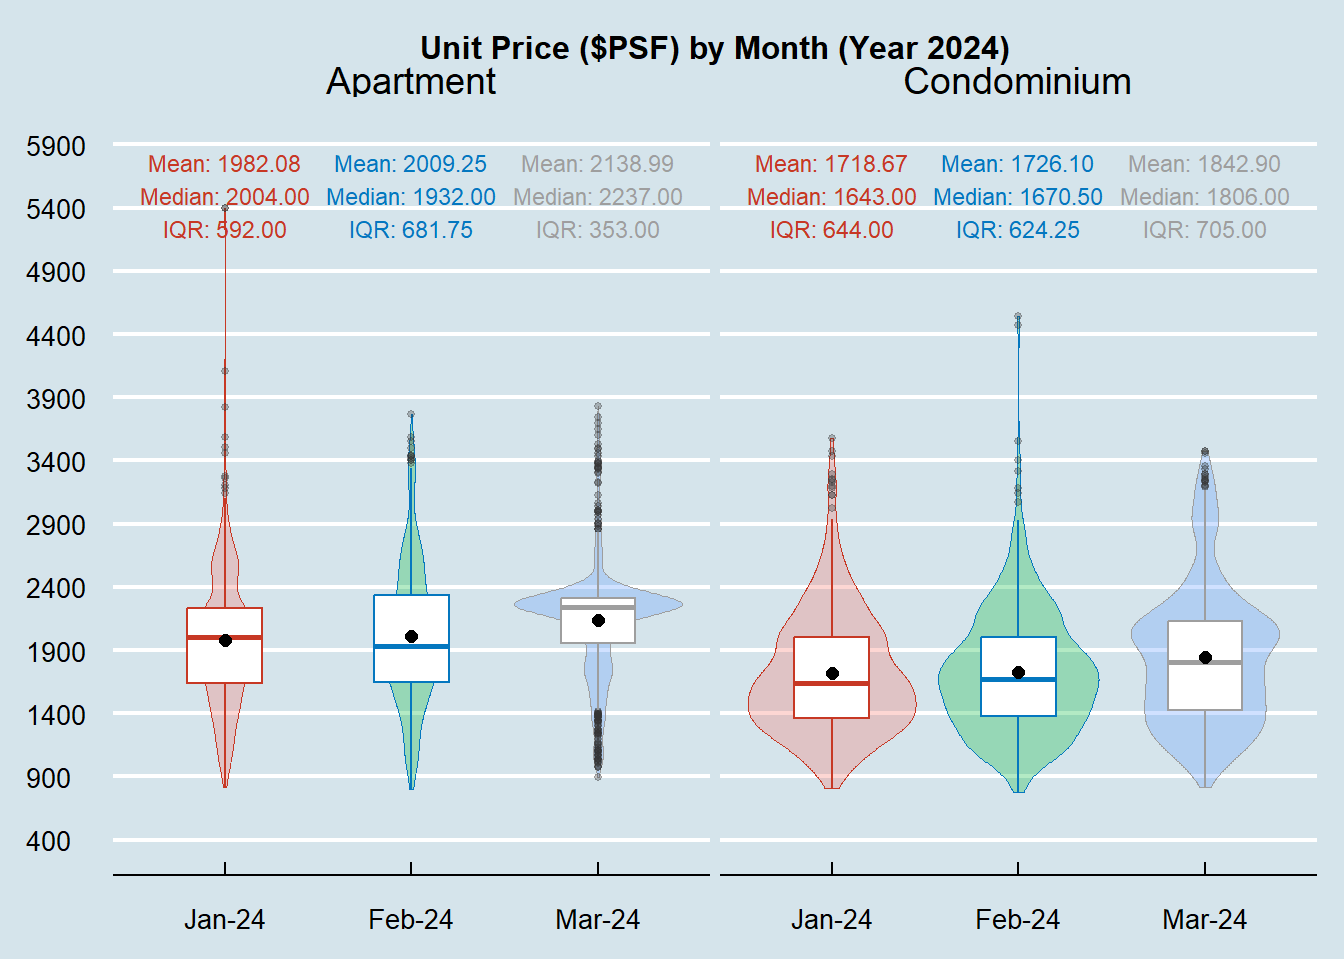 Unit Price ($PSF) by Month (Year 2024)
Apartment
Condominium
5900
5400
4900
4400
3900
3400
2900
2400
1900
1400
900
400
Mean: 1982.08
Median: 2004.00
IQR: 592.00
Mean: 2009.25
Median: 1932.00
IQR: 681.75
Mean: 2138.99
Median: 2237.00
IQR: 353.00
Mean: 1718.67
Median: 1643.00
IQR: 644.00
Mean: 1726.10
Median: 1670.50
IQR: 624.25
Mean: 1842.90
Median: 1806.00
IQR: 705.00
Jan-24
Feb-24
Mar-24
Jan-24
Feb-24
Mar-24